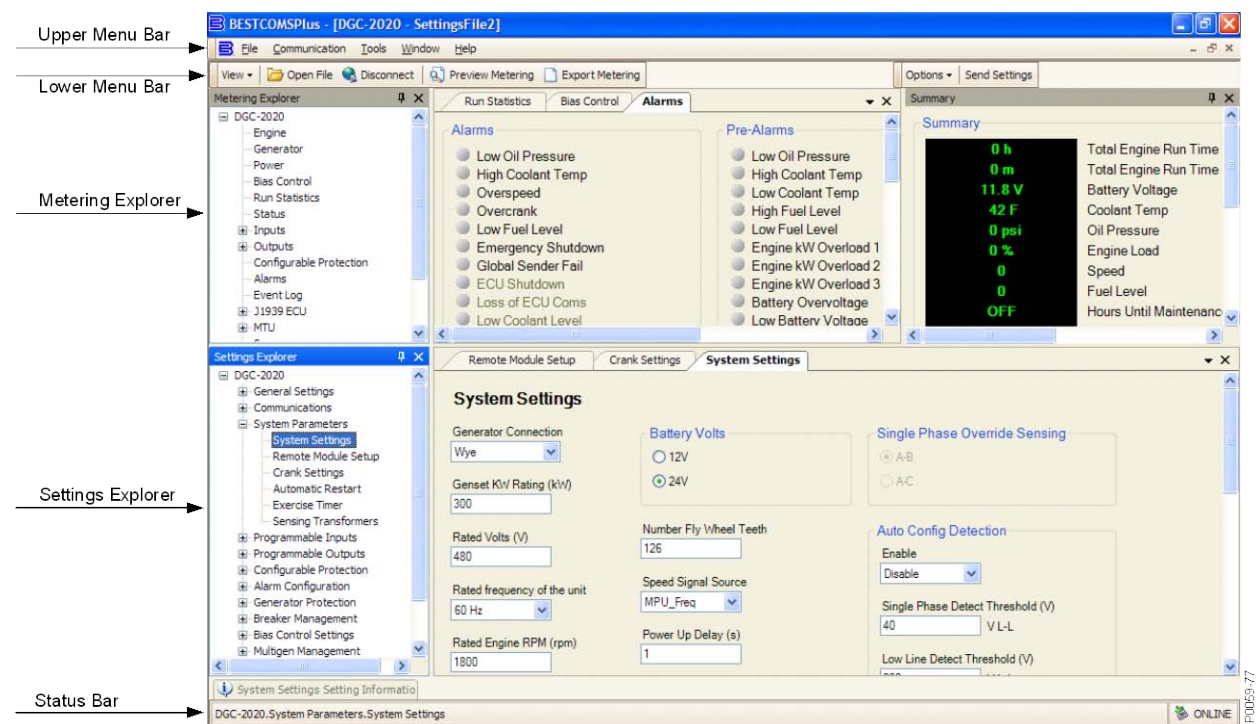 BESTCOMSPlus - [DGC-2020 - SettingsFile2]
Upper Menu Bar
File Communication Tools Window Help
View Open File Disconnect Preview Metering Export Metering Options Send Settings
Lower Menu Bar
Metering Explorer
Run Statistics Bias Control Alarms
Summary
DGC-2020
Engine
Generator
Power
Bias Control
Run Statistics
Status
Inputs
Outputs
Configurable Protection
Alarms
Event Log
J1939 ECU
MTU
Metering Explorer
Alarms
Low Oil Pressure
High Coolant Temp
Overspeed
Overcrank
Low Fuel Level
Emergency Shutdown
Global Sender Fail
ECU Shutdown
Loss of ECU Coms
Low Coolant Level
Pre-Alarms
Low Oil Pressure
High Coolant Temp
Low Coolant Temp
High Fuel Level
Low Fuel Level
Engine kW Overload 1
Engine kW Overload 2
Engine kW Overload 3
Battery Overvoltage
Low Battery Voltage
Summary
0 h Total Engine Run Time
0 m Total Engine Run Time
11.8 V Battery Voltage
42 F Coolant Temp
0 psi Oil Pressure
0 % Engine Load
0 Speed
0 Fuel Level
OFF Hours Until Maintenanc
Settings Explorer
DGC-2020
General Settings
Communications
System Parameters
System Settings
Remote Module Setup
Crank Settings
Automatic Restart
Exercise Timer
Sensing Transformers
Programmable Inputs
Programmable Outputs
Configurable Protection
Alarm Configuration
Generator Protection
Breaker Management
Bias Control Settings
Multigen Management
Settings Explorer
Remote Module Setup Crank Settings System Settings
System Settings
Generator Connection
Wye
Genset KW Rating (kW)
300
Rated Volts (V)
480
Rated frequency of the unit
60 Hz
Rated Engine RPM (rpm)
1800
Battery Volts
12V
24V
Number Fly Wheel Teeth
126
Speed Signal Source
MPU_Freq
Power Up Delay (s)
1
Single Phase Override Sensing
A-B
A-C
Auto Config Detection
Enable
Disable
Single Phase Detect Threshold (V)
40 V L-L
Low Line Detect Threshold (V)
System Settings Setting Informatio
Status Bar
DGC-2020.System Parameters.System Settings
ONLINE
P0059-77